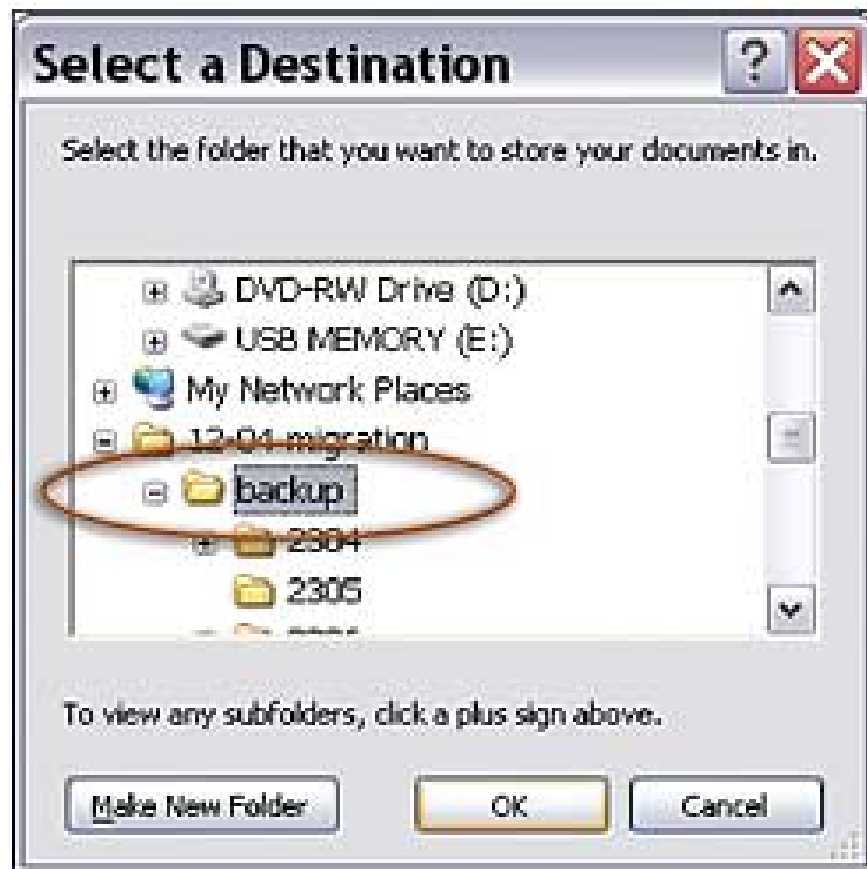 Select a Destination
Select the folder that you want to store your documents in.
DVD-RW Drive (D:)
USB MEMORY (E:)
My Network Places
12-04-migration
backup
2304
2305
To view any subfolders, click a plus sign above.
Make New Folder OK Cancel